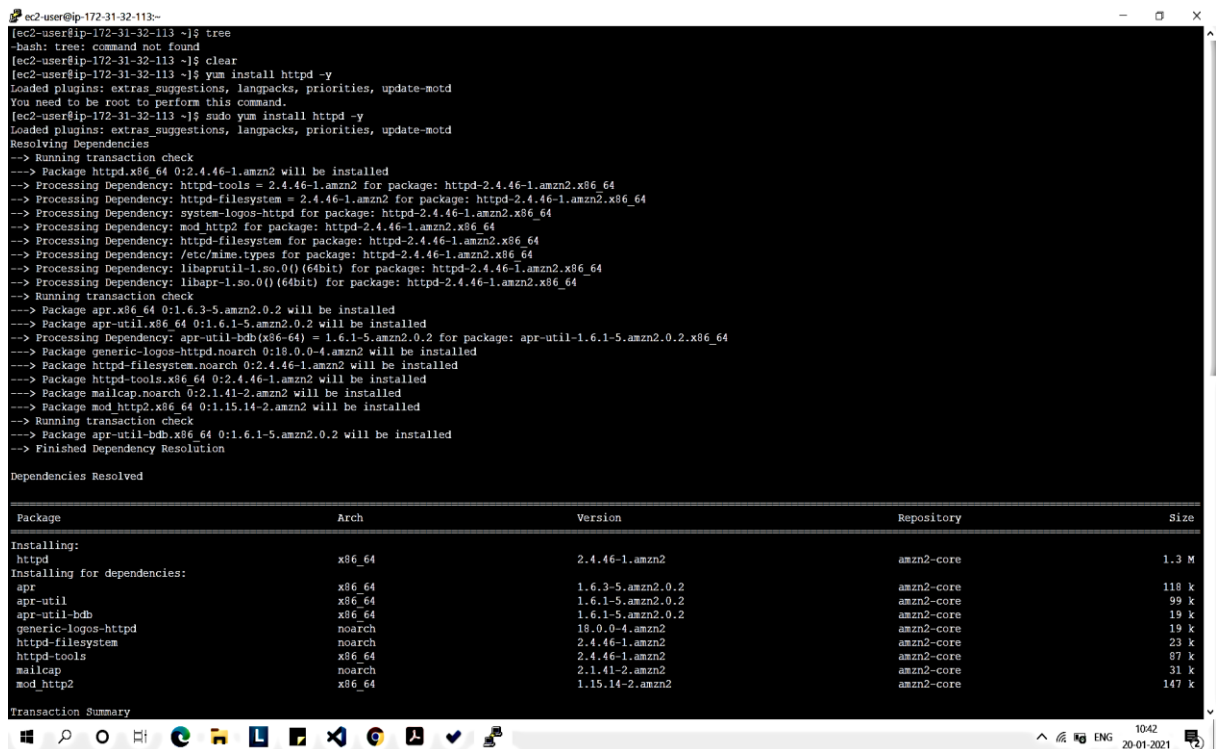 ec2-user@ip-172-31-32-113:~
[ec2-user@ip-172-31-32-113 ~]$ tree
-bash: tree: command not found
[ec2-user@ip-172-31-32-113 ~]$ clear
[ec2-user@ip-172-31-32-113 ~]$ yum install httpd -y
Loaded plugins: extras_suggestions, langpacks, priorities, update-motd
You need to be root to perform this command.
[ec2-user@ip-172-31-32-113 ~]$ sudo yum install httpd -y
Loaded plugins: extras_suggestions, langpacks, priorities, update-motd
Resolving Dependencies
--> Running transaction check
---> Package httpd.x86_64 0:2.4.46-1.amzn2 will be installed
--> Processing Dependency: httpd-tools = 2.4.46-1.amzn2 for package: httpd-2.4.46-1.amzn2.x86_64
--> Processing Dependency: httpd-filesystem = 2.4.46-1.amzn2 for package: httpd-2.4.46-1.amzn2.x86_64
--> Processing Dependency: system-logos-httpd for package: httpd-2.4.46-1.amzn2.x86_64
--> Processing Dependency: mod_http2 for package: httpd-2.4.46-1.amzn2.x86_64
--> Processing Dependency: httpd-filesystem for package: httpd-2.4.46-1.amzn2.x86_64
--> Processing Dependency: /etc/mime.types for package: httpd-2.4.46-1.amzn2.x86_64
--> Processing Dependency: libaprutil-1.so.0()(64bit) for package: httpd-2.4.46-1.amzn2.x86_64
--> Processing Dependency: libapr-1.so.0()(64bit) for package: httpd-2.4.46-1.amzn2.x86_64
--> Running transaction check
---> Package apr.x86_64 0:1.6.3-5.amzn2.0.2 will be installed
---> Package apr-util.x86_64 0:1.6.1-5.amzn2.0.2 will be installed
--> Processing Dependency: apr-util-bdb(x86-64) = 1.6.1-5.amzn2.0.2 for package: apr-util-1.6.1-5.amzn2.0.2.x86_64
---> Package generic-logos-httpd.noarch 0:18.0.0-4.amzn2 will be installed
---> Package httpd-filesystem.noarch 0:2.4.46-1.amzn2 will be installed
---> Package httpd-tools.x86_64 0:2.4.46-1.amzn2 will be installed
---> Package mailcap.noarch 0:2.1.41-2.amzn2 will be installed
---> Package mod_http2.x86_64 0:1.15.14-2.amzn2 will be installed
--> Running transaction check
---> Package apr-util-bdb.x86_64 0:1.6.1-5.amzn2.0.2 will be installed
--> Finished Dependency Resolution
Dependencies Resolved
Package Arch Version Repository Size
Installing:
httpd x86_64 2.4.46-1.amzn2 amzn2-core 1.3 M
Installing for dependencies:
apr x86_64 1.6.3-5.amzn2.0.2 amzn2-core 118 k
apr-util x86_64 1.6.1-5.amzn2.0.2 amzn2-core 99 k
apr-util-bdb x86_64 1.6.1-5.amzn2.0.2 amzn2-core 19 k
generic-logos-httpd noarch 18.0.0-4.amzn2 amzn2-core 19 k
httpd-filesystem noarch 2.4.46-1.amzn2 amzn2-core 23 k
httpd-tools x86_64 2.4.46-1.amzn2 amzn2-core 87 k
mailcap noarch 2.1.41-2.amzn2 amzn2-core 31 k
mod_http2 x86_64 1.15.14-2.amzn2 amzn2-core 147 k
Transaction Summary
L
ENG
10:42
20-01-2021
2